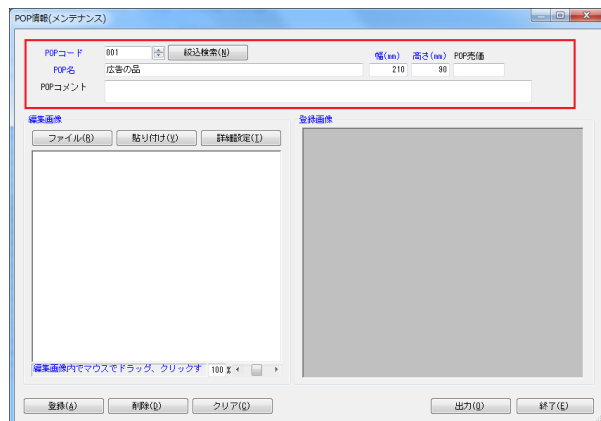 POP情報(メンテナンス)
POPコード 001 絞込検索(N) 幅(mm) 高さ(mm) POP売価
POP名 広告の品 210 90
POPコメント
編集画像 登録画像
ファイル(R) 貼り付け(V) 詳細設定(I)
編集画像内でマウスでドラッグ、クリックす 100 %
登録(A) 削除(D) クリア(C) 出力(O) 終了(E)